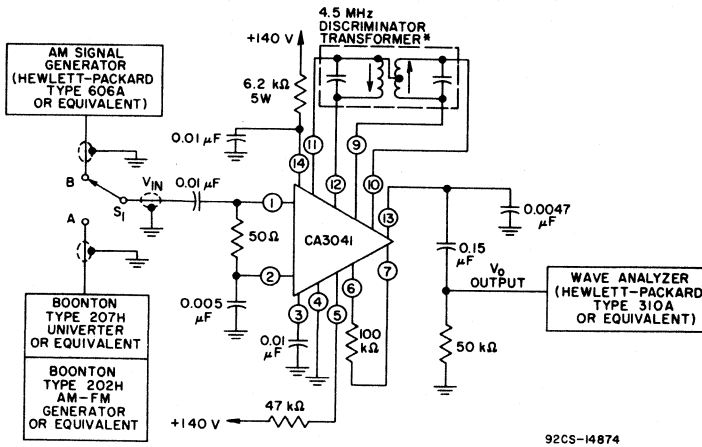 4.5 MHz
DISCRIMINATOR
TRANSFORMER*
+140 V
AM SIGNAL
GENERATOR
(HEWLETT-PACKARD
TYPE 606A
OR EQUIVALENT)
6.2 kΩ
5W
0.01 μF
11
9
14
12
10
B
VIN
0.01 μF
S1
A
1
13
0.0047
μF
50Ω
CA3041
0.15
μF
2
7
VO
OUTPUT
WAVE ANALYZER
(HEWLETT-PACKARD
TYPE 310A
OR EQUIVALENT)
BOONTON
TYPE 207H
UNIVERTER
OR EQUIVALENT
0.005
μF
3
4
5
6
0.01
μF
100
kΩ
50 kΩ
BOONTON
TYPE 202H
AM-FM
GENERATOR
OR EQUIVALENT
47 kΩ
+140 V
92CS-14874